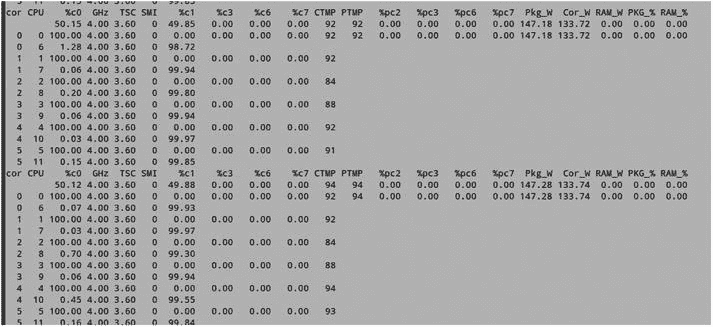 cor CPU %c0 GHz TSC SMI %c1 %c3 %c6 %c7 CTMP PTMP %pc2 %pc3 %pc6 %pc7 Pkg_W Cor_W RAM_W PKG_% RAM_%
50.15 4.00 3.60 0 49.85 0.00 0.00 0.00 92 92 0.00 0.00 0.00 0.00 147.18 133.72 0.00 0.00 0.00
0 0 100.00 4.00 3.60 0 0.00 0.00 0.00 0.00 92 92 0.00 0.00 0.00 0.00 147.18 133.72 0.00 0.00 0.00
0 6 1.28 4.00 3.60 0 98.72
1 1 100.00 4.00 3.60 0 0.00 0.00 0.00 0.00 92
1 7 0.06 4.00 3.60 0 99.94
2 2 100.00 4.00 3.60 0 0.00 0.00 0.00 0.00 84
2 8 0.20 4.00 3.60 0 99.80
3 3 100.00 4.00 3.60 0 0.00 0.00 0.00 0.00 88
3 9 0.06 4.00 3.60 0 99.94
4 4 100.00 4.00 3.60 0 0.00 0.00 0.00 0.00 92
4 10 0.03 4.00 3.60 0 99.97
5 5 100.00 4.00 3.60 0 0.00 0.00 0.00 0.00 91
5 11 0.15 4.00 3.60 0 99.85
cor CPU %c0 GHz TSC SMI %c1 %c3 %c6 %c7 CTMP PTMP %pc2 %pc3 %pc6 %pc7 Pkg_W Cor_W RAM_W PKG_% RAM_%
50.12 4.00 3.60 0 49.88 0.00 0.00 0.00 94 94 0.00 0.00 0.00 0.00 147.28 133.74 0.00 0.00 0.00
0 0 100.00 4.00 3.60 0 0.00 0.00 0.00 0.00 92 94 0.00 0.00 0.00 0.00 147.28 133.74 0.00 0.00 0.00
0 6 0.07 4.00 3.60 0 99.93
1 1 100.00 4.00 3.60 0 0.00 0.00 0.00 0.00 92
1 7 0.03 4.00 3.60 0 99.97
2 2 100.00 4.00 3.60 0 0.00 0.00 0.00 0.00 84
2 8 0.70 4.00 3.60 0 99.30
3 3 100.00 4.00 3.60 0 0.00 0.00 0.00 0.00 88
3 9 0.06 4.00 3.60 0 99.94
4 4 100.00 4.00 3.60 0 0.00 0.00 0.00 0.00 94
4 10 0.45 4.00 3.60 0 99.55
5 5 100.00 4.00 3.60 0 0.00 0.00 0.00 0.00 93
5 11 0.16 4.00 3.60 0 99.84